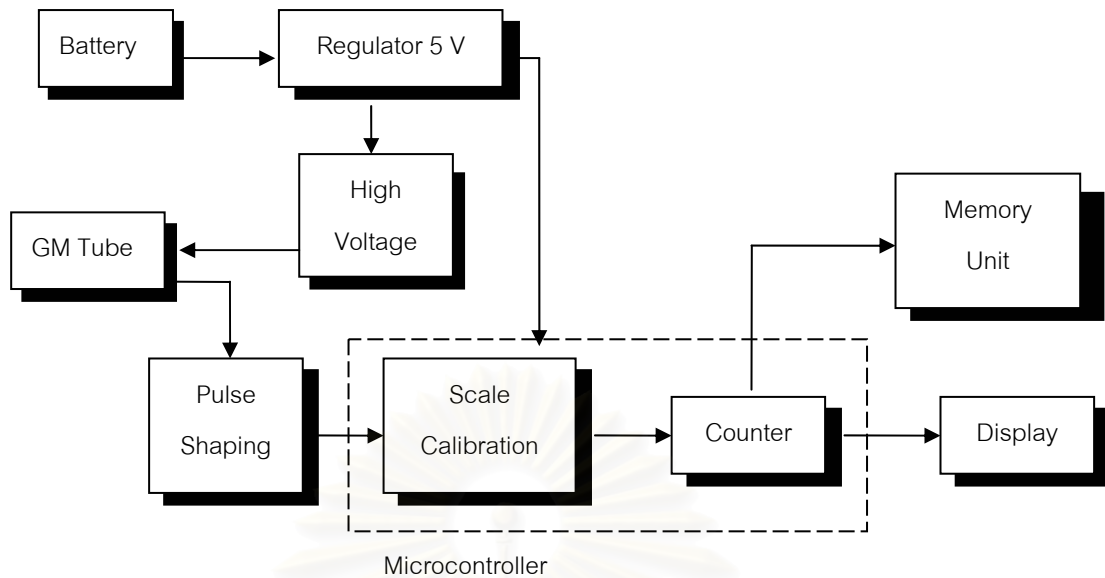 Battery
Regulator 5 V
High
Voltage
GM Tube
Memory
Unit
Pulse
Shaping
Scale
Calibration
Counter
Display
Microcontroller